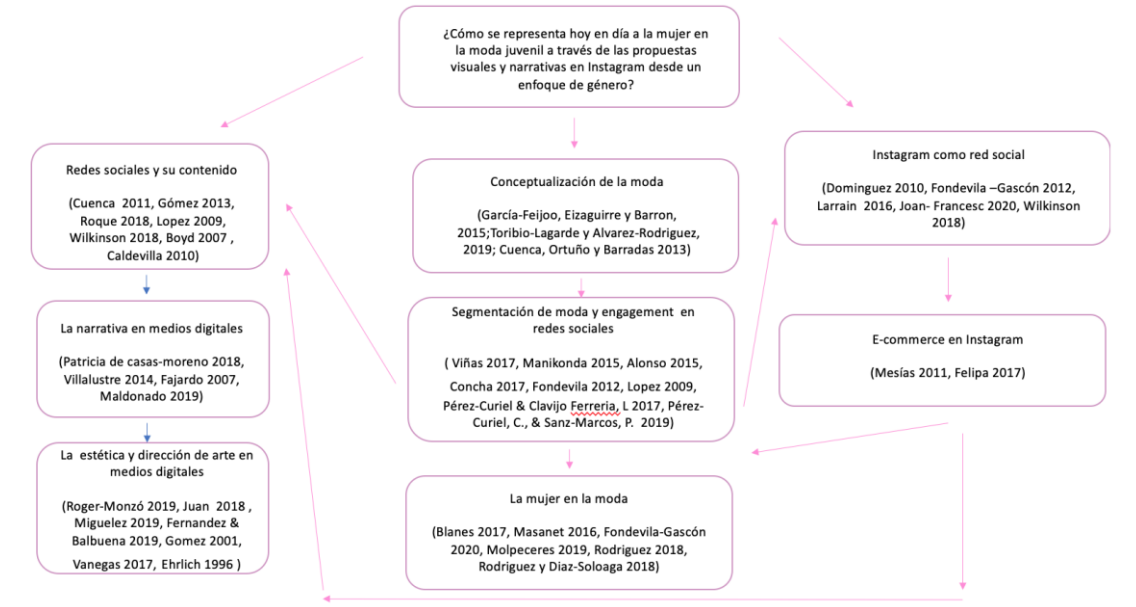 ¿Cómo se representa hoy en día a la mujer en
la moda juvenil a través de las propuestas
visuales y narrativas en Instagram desde un
enfoque de género?
Redes sociales y su contenido
(Cuenca 2011, Gómez 2013,
Roque 2018, Lopez 2009,
Wilkinson 2018, Boyd 2007 ,
Caldevilla 2010)
La narrativa en medios digitales
(Patricia de casas-moreno 2018,
Villalustre 2014, Fajardo 2007,
Maldonado 2019)
La estética y dirección de arte en
medios digitales
(Roger-Monzó 2019, Juan 2018 ,
Miguelez 2019, Fernandez &
Balbuena 2019, Gomez 2001,
Vanegas 2017, Ehrlich 1996 )
Conceptualización de la moda
(García-Feijoo, Eizaguirre y Barron,
2015;Toribio-Lagarde y Alvarez-Rodriguez,
2019; Cuenca, Ortuño y Barradas 2013)
Segmentación de moda y engagement en
redes sociales
( Viñas 2017, Manikonda 2015, Alonso 2015,
Concha 2017, Fondevila 2012, Lopez 2009,
Pérez-Curiel & Clavijo Ferreria, L 2017, Pérez-
Curiel, C., & Sanz-Marcos, P. 2019)
La mujer en la moda
(Blanes 2017, Masanet 2016, Fondevila-Gascón
2020, Molpeceres 2019, Rodriguez 2018,
Rodriguez y Diaz-Soloaga 2018)
Instagram como red social
(Dominguez 2010, Fondevila –Gascón 2012,
Larrain 2016, Joan- Francesc 2020, Wilkinson
2018)
E-commerce en Instagram
(Mesías 2011, Felipa 2017)